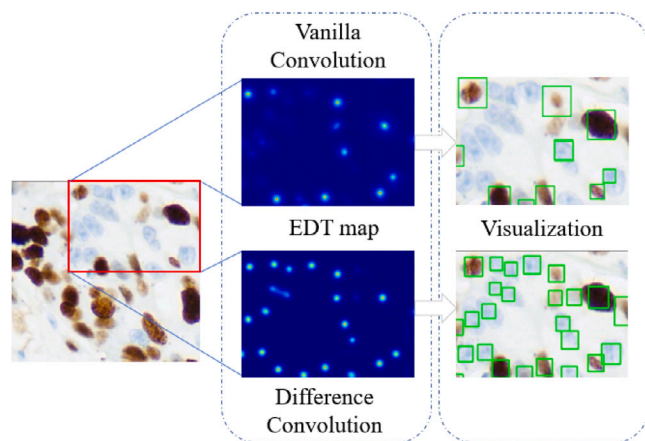 Vanilla
Convolution
EDT map
Visualization
Difference
Convolution